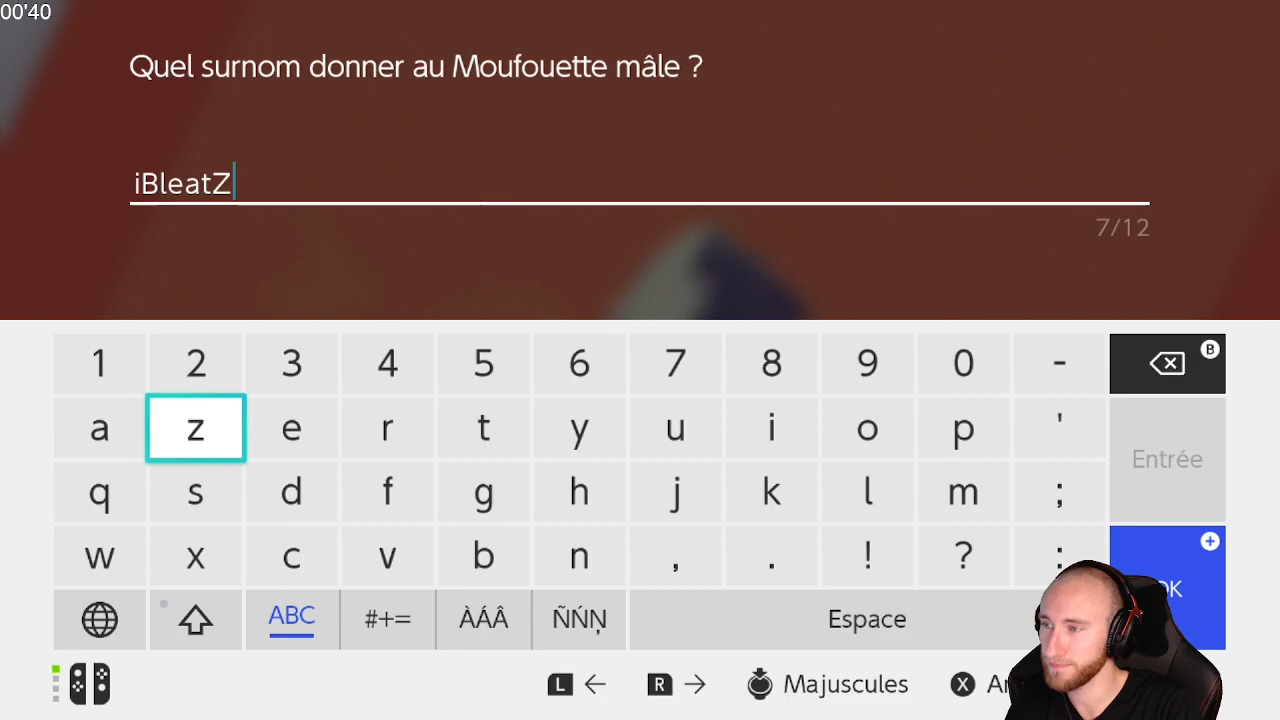 00'40
Quel surnom donner au Moufouette mâle ?
iBleatZ
7/12
1 2 3 4 5 6 7 8 9 0 - B
a z e r t y u i o p '
Entrée
q s d f g h j k l m ;
w x c v b n , . ! ? : +
OK
ABC #+= ÀÁÂ ÑŃŅ Espace
L ← R → Majuscules X